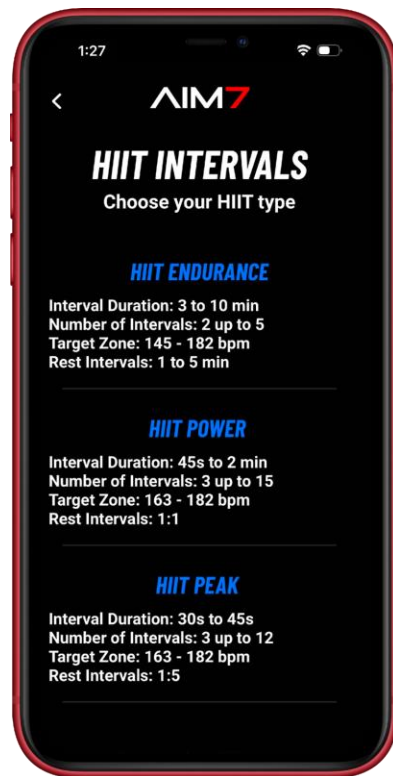 1:27
AIM7
HIIT INTERVALS
Choose your HIIT type
HIIT ENDURANCE
Interval Duration: 3 to 10 min
Number of Intervals: 2 up to 5
Target Zone: 145 - 182 bpm
Rest Intervals: 1 to 5 min
HIIT POWER
Interval Duration: 45s to 2 min
Number of Intervals: 3 up to 15
Target Zone: 163 - 182 bpm
Rest Intervals: 1:1
HIIT PEAK
Interval Duration: 30s to 45s
Number of Intervals: 3 up to 12
Target Zone: 163 - 182 bpm
Rest Intervals: 1:5